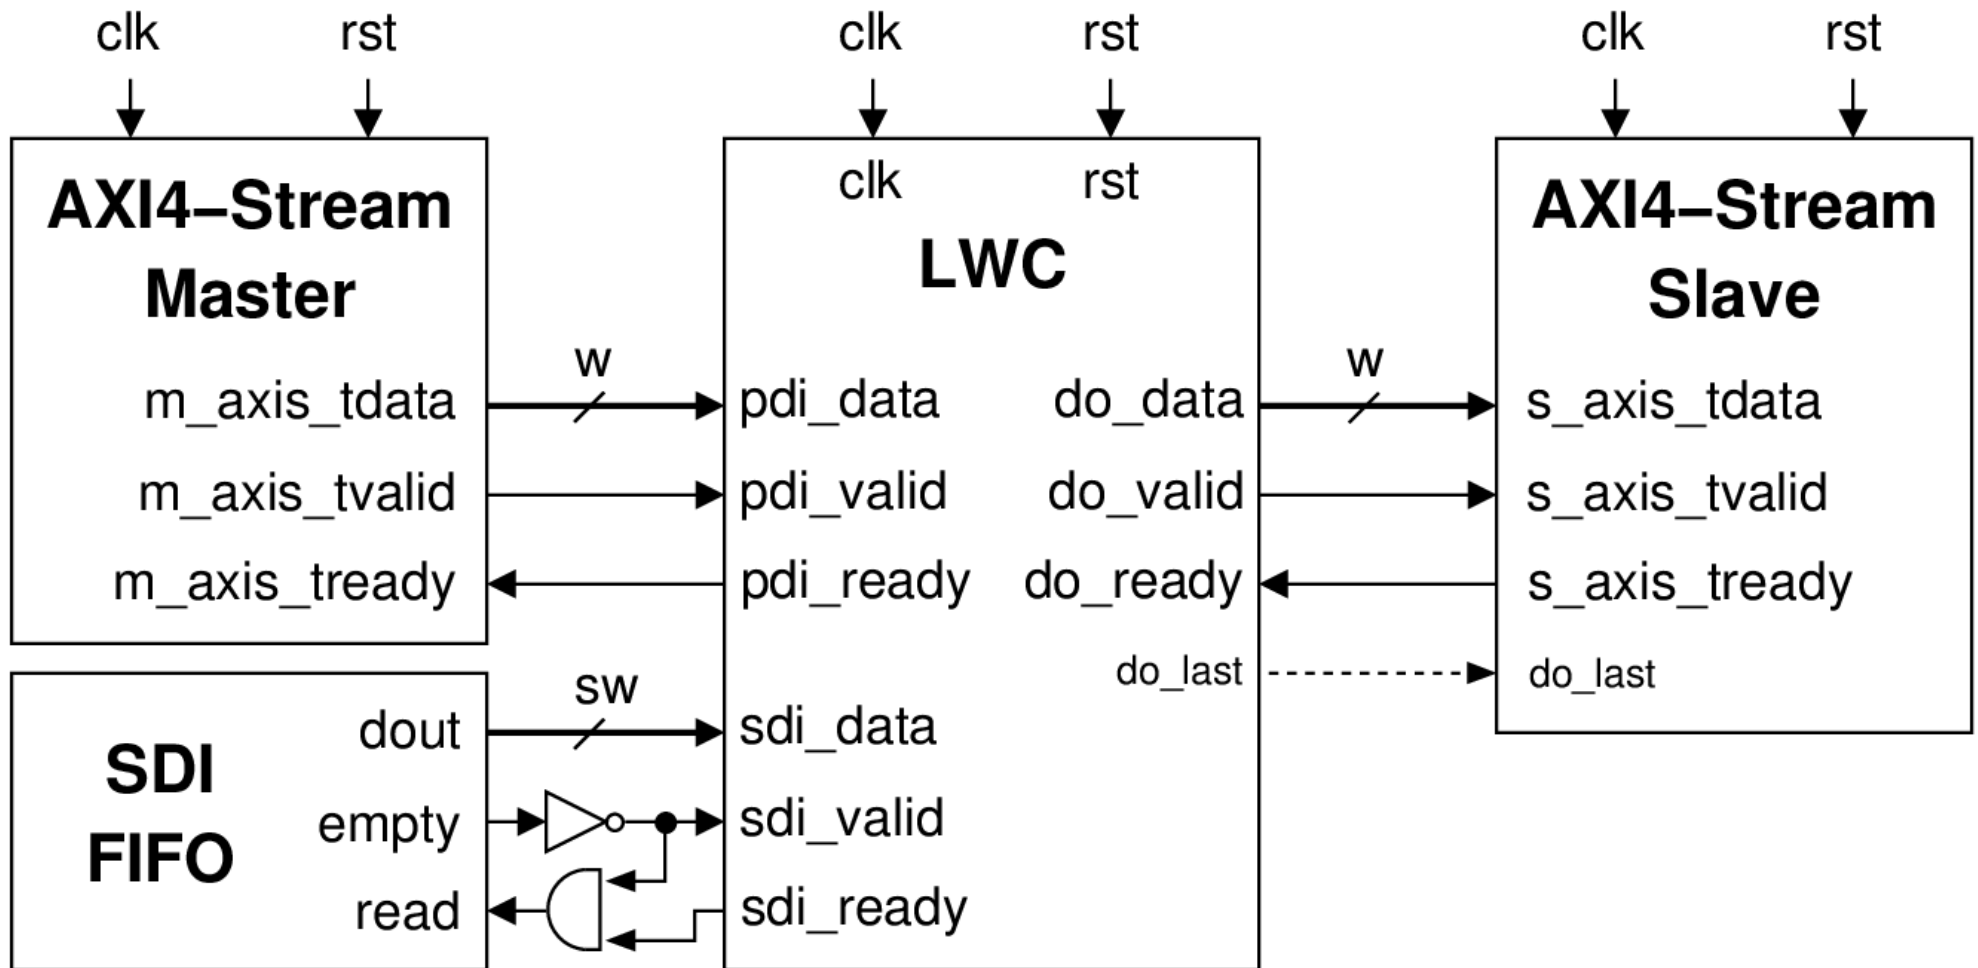 clk rst clk rst clk rst
AXI4–Stream
Master
m_axis_tdata
m_axis_tvalid
m_axis_tready
w
SDI
FIFO
dout
empty
read
sw
clk rst
LWC
pdi_data do_data
pdi_valid do_valid
pdi_ready do_ready
do_last
sdi_data
sdi_valid
sdi_ready
w
AXI4–Stream
Slave
s_axis_tdata
s_axis_tvalid
s_axis_tready
do_last